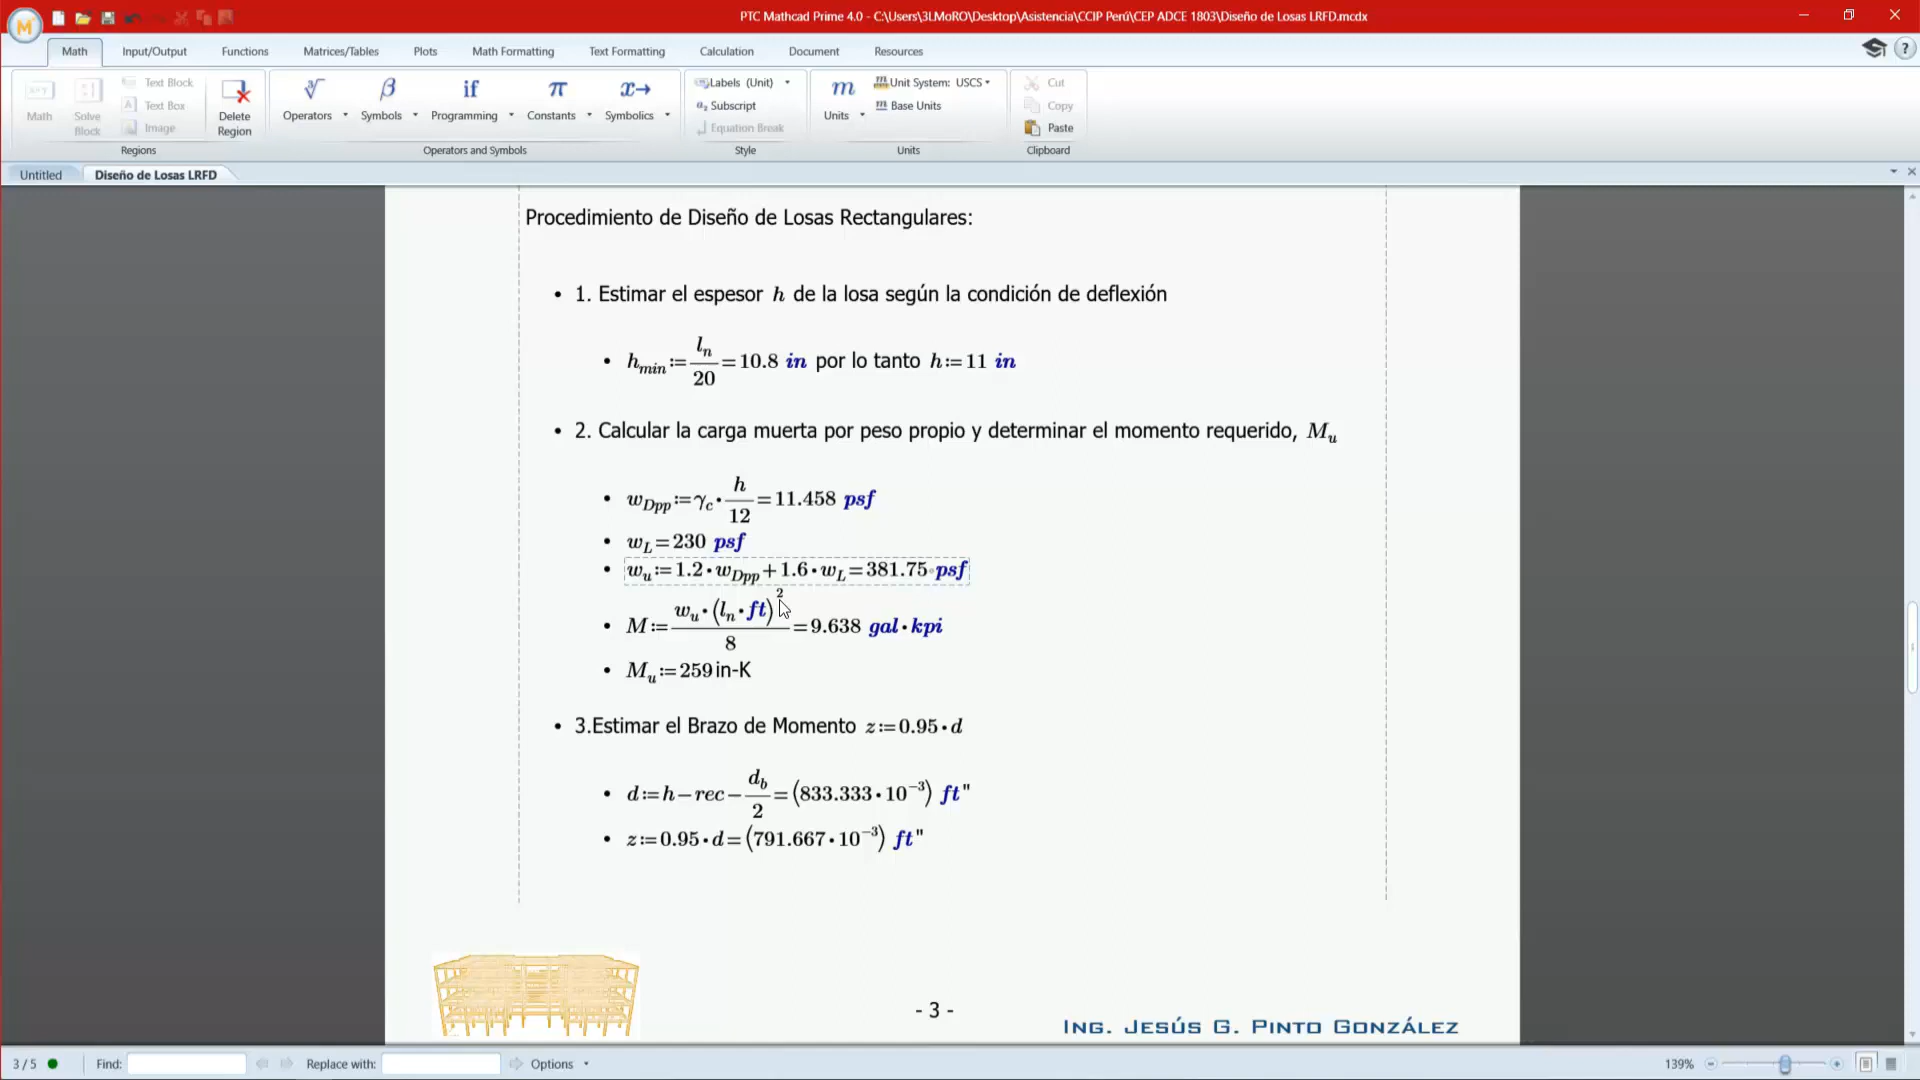 PTC Mathcad Prime 4.0 - C:\Users\3LMoRO\Desktop\Asistencia\CCIP Perú\CEP ADCE 1803\Diseño de Losas LRFD.mcdx
Math Input/Output Functions Matrices/Tables Plots Math Formatting Text Formatting Calculation Document Resources
Math
Solve Block
Text Block
Text Box
Image
Delete Region
Regions
Operators
Symbols
if Programming
π Constants
x→ Symbolics
Operators and Symbols
Labels (Unit)
Subscript
Equation Break
Style
m Units
Unit System: USCS
Base Units
Units
Cut
Copy
Paste
Clipboard
Untitled Diseño de Losas LRFD
Procedimiento de Diseño de Losas Rectangulares:
• 1. Estimar el espesor h de la losa según la condición de deflexión
• h_min := l_n/20 = 10.8 in por lo tanto h := 11 in
• 2. Calcular la carga muerta por peso propio y determinar el momento requerido, M_u
• w_Dpp := γ_c · h/12 = 11.458 psf
• w_L = 230 psf
• w_u := 1.2 · w_Dpp + 1.6 · w_L = 381.75 psf
• M := w_u · (l_n · ft)^2/8 = 9.638 gal · kpi
• M_u := 259 in-K
• 3.Estimar el Brazo de Momento z := 0.95 · d
• d := h − rec − d_b/2 = (833.333 · 10^−3) ft"
• z := 0.95 · d = (791.667 · 10^−3) ft"
- 3 -
Ing. Jesús G. Pinto González
3 / 5 Find: Replace with: Options 139%